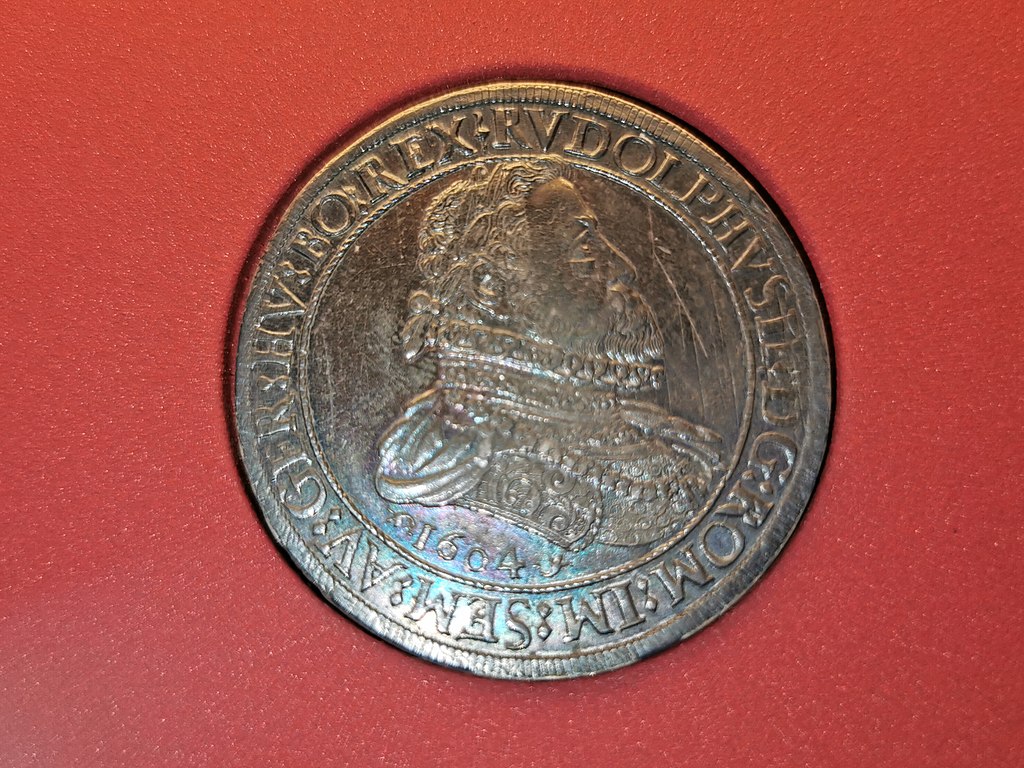 RVDOLPHVS II : D : G : ROM : IM : SEM : AV : GER : HV : BO : REX :
1604